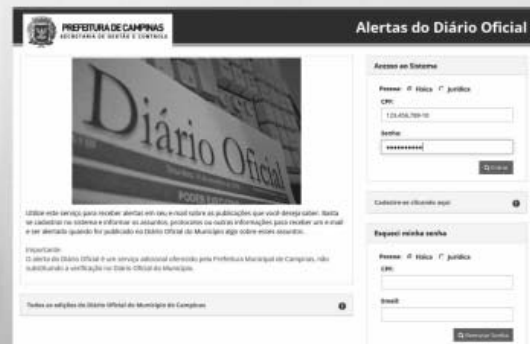 PREFEITURA DE CAMPINAS
SECRETARIA DE GESTÃO E CONTROLE
Alertas do Diário Oficial
Diário Oficial
PODER EXECUTIVO
Utilize este serviço para receber alertas em seu e-mail sobre as publicações que você deseja saber. Basta
se cadastrar no sistema e informar os assuntos, protocolos ou outras informações para receber um e-mail
e ser alertado quando for publicado no Diário Oficial do Município algo sobre esses assuntos.
Importante:
O alerta do Diário Oficial é um serviço adicional oferecido pela Prefeitura Municipal de Campinas, não
substituindo a verificação no Diário Oficial do Município.
Todas as edições do Diário Oficial do Município de Campinas
Acesso ao Sistema
Pessoa: Física Jurídica
CPF:
123.456.789-10
Senha:
••••••••••
Entrar
Cadastre-se clicando aqui
Esqueci minha senha
Pessoa: Física Jurídica
CPF:
Email:
Recuperar Senha